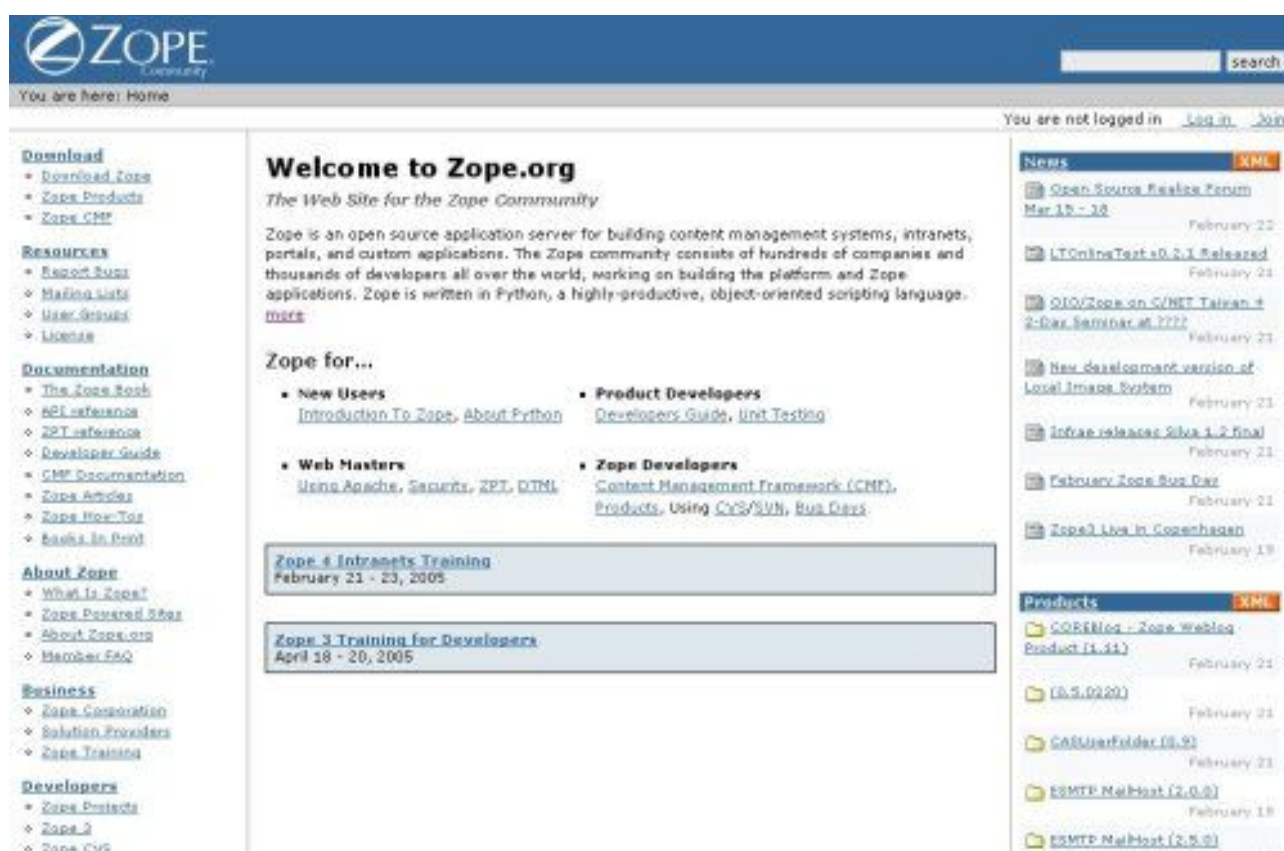 ZOPE
Community
search
You are here: Home
You are not logged in Log in Join
Download
Download Zope
Zope Products
Zope CMF
Resources
Report Bugs
Mailing Lists
User Groups
License
Documentation
The Zope Book
API reference
ZPT reference
Developer Guide
CMF Documentation
Zope Articles
Zope How-Tos
Books In Print
About Zope
What Is Zope?
Zope Powered Sites
About Zope.org
Member FAQ
Business
Zope Corporation
Solution Providers
Zope Training
Developers
Zope Projects
Zope 3
Zope CVS
Welcome to Zope.org
The Web Site for the Zope Community
Zope is an open source application server for building content management systems, intranets,
portals, and custom applications. The Zope community consists of hundreds of companies and
thousands of developers all over the world, working on building the platform and Zope
applications. Zope is written in Python, a highly-productive, object-oriented scripting language.
more
Zope for...
New Users
Introduction To Zope, About Python
Product Developers
Developers Guide, Unit Testing
Web Masters
Using Apache, Security, ZPT, DTML
Zope Developers
Content Management Framework (CMF),
Products, Using CVS/SVN, Bug Days
Zope 4 Intranets Training
February 21 - 23, 2005
Zope 3 Training for Developers
April 18 - 20, 2005
News XML
Open Source Realize Forum
Mar 15 - 18
February 22
LTOnlineTest v0.2.1 Released
February 21
OIO/Zope on C/NET Taiwan +
2-Day Seminar at ????
February 21
New development version of
Local Image System
February 21
Infrae releases Silva 1.2 final
February 21
February Zope Bug Day
February 21
Zope3 Live in Copenhagen
February 19
Products XML
COREBlog - Zope Weblog
Product (1.11)
February 21
(0.5.0220)
February 21
CASUserFolder (0.9)
February 21
ESMTP MailHost (2.0.0)
February 18
ESMTP MailHost (2.5.0)